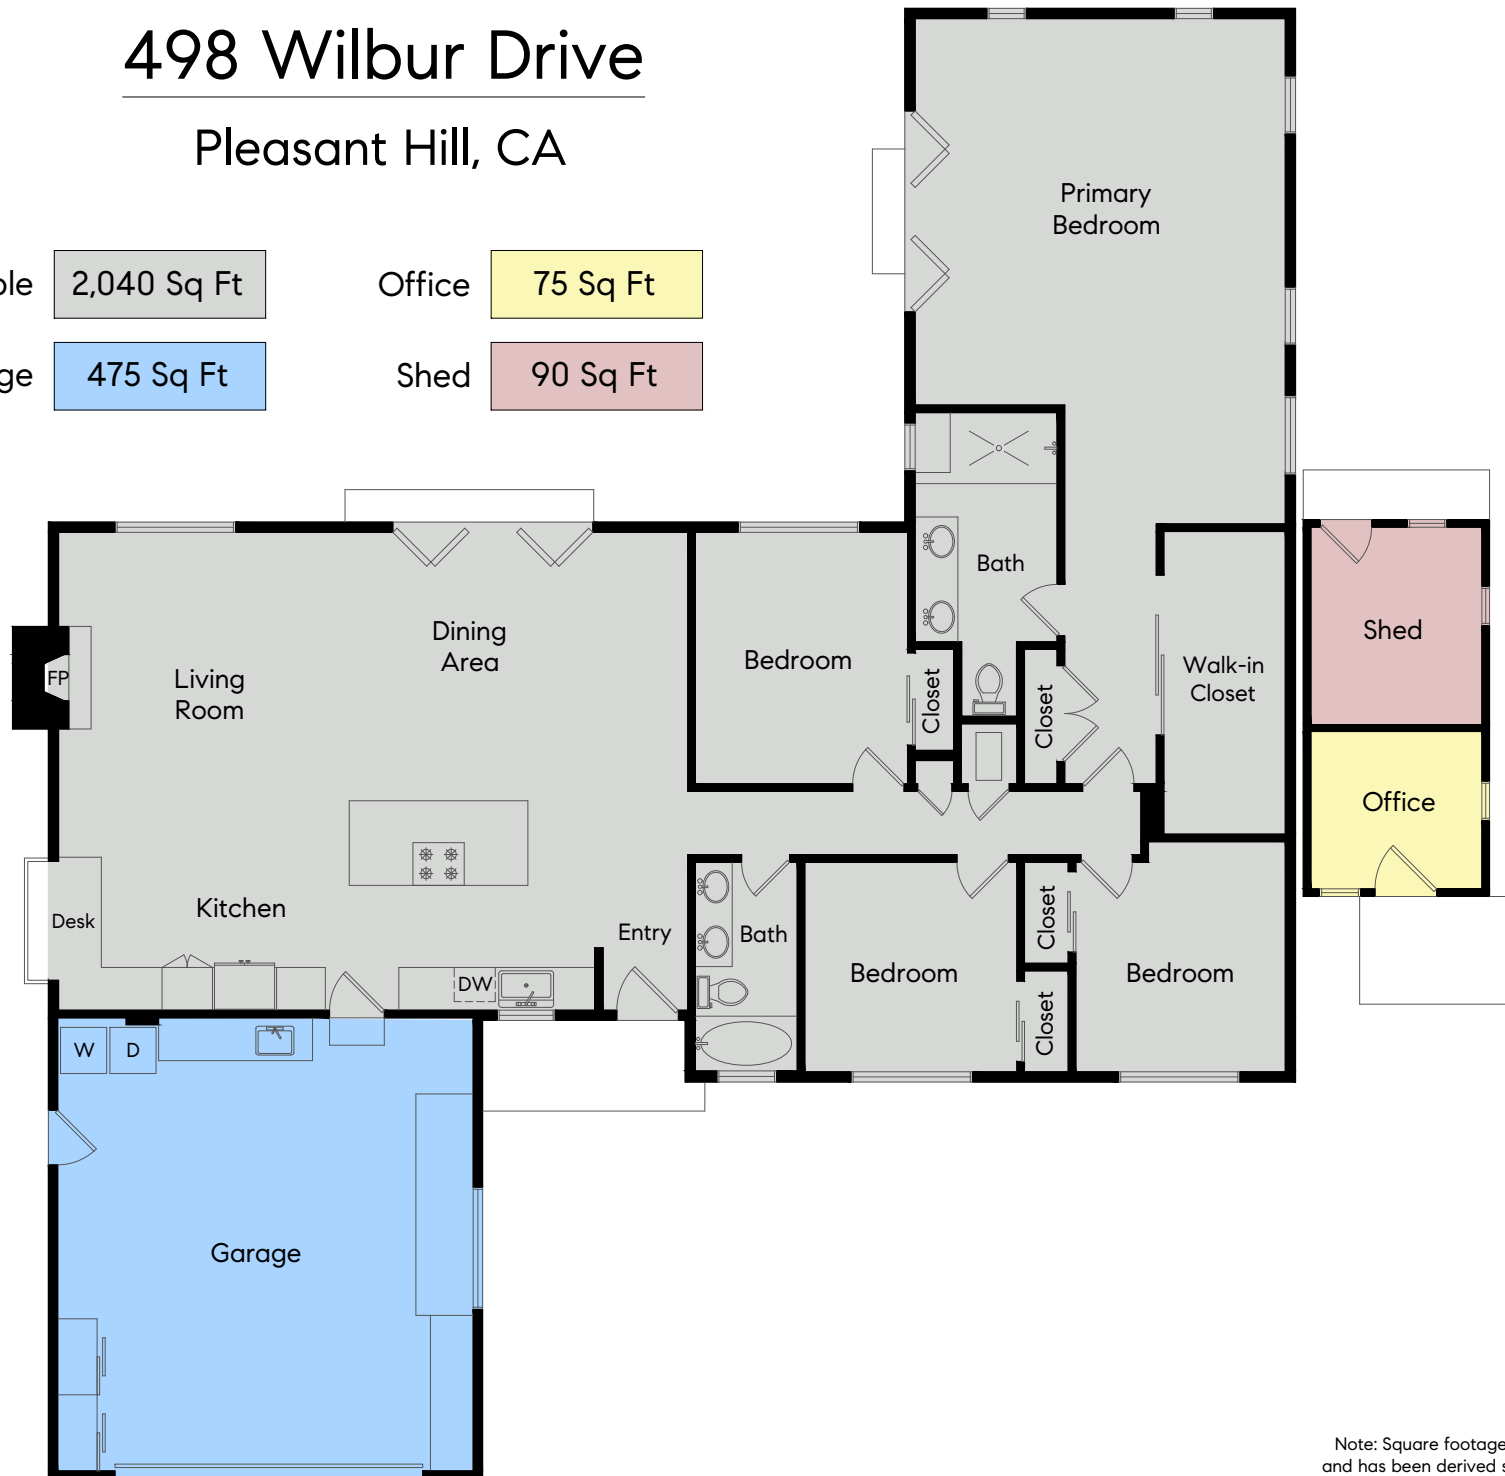 498 Wilbur Drive
Pleasant Hill, CA
2,040 Sq Ft
Office
75 Sq Ft
475 Sq Ft
Shed
90 Sq Ft
Primary
Bedroom
Bath
Dining
Area
Bedroom
Living
Room
FP
Closet
Closet
Walk-in
Closet
Shed
Office
Kitchen
Desk
Entry
Bath
DW
Bedroom
Closet
Closet
Bedroom
W
D
Garage
Note: Square footage
and has been derived